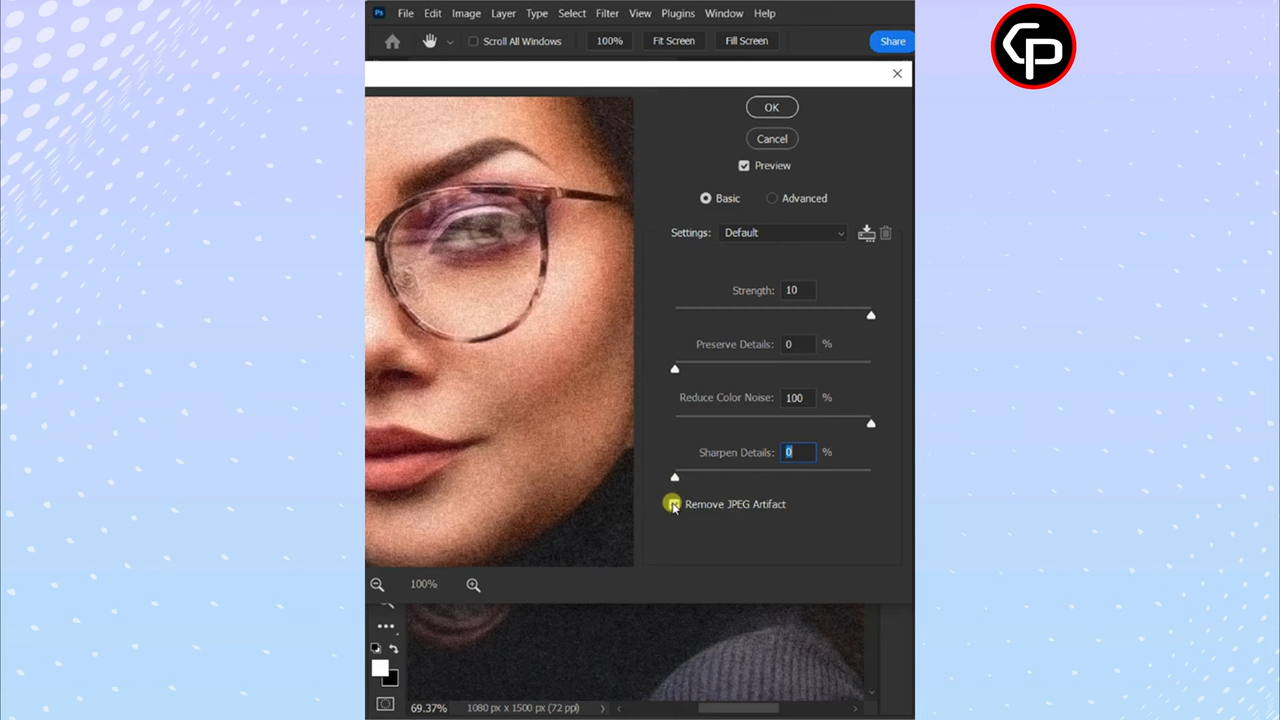 Ps File Edit Image Layer Type Select Filter View Plugins Window Help
Scroll All Windows 100% Fit Screen Fill Screen Share
CP
OK
Cancel
Preview
Basic Advanced
Settings: Default
Strength: 10
Preserve Details: 0 %
Reduce Color Noise: 100 %
Sharpen Details: 0 %
Remove JPEG Artifact
100%
69.37% 1080 px x 1500 px (72 ppi)